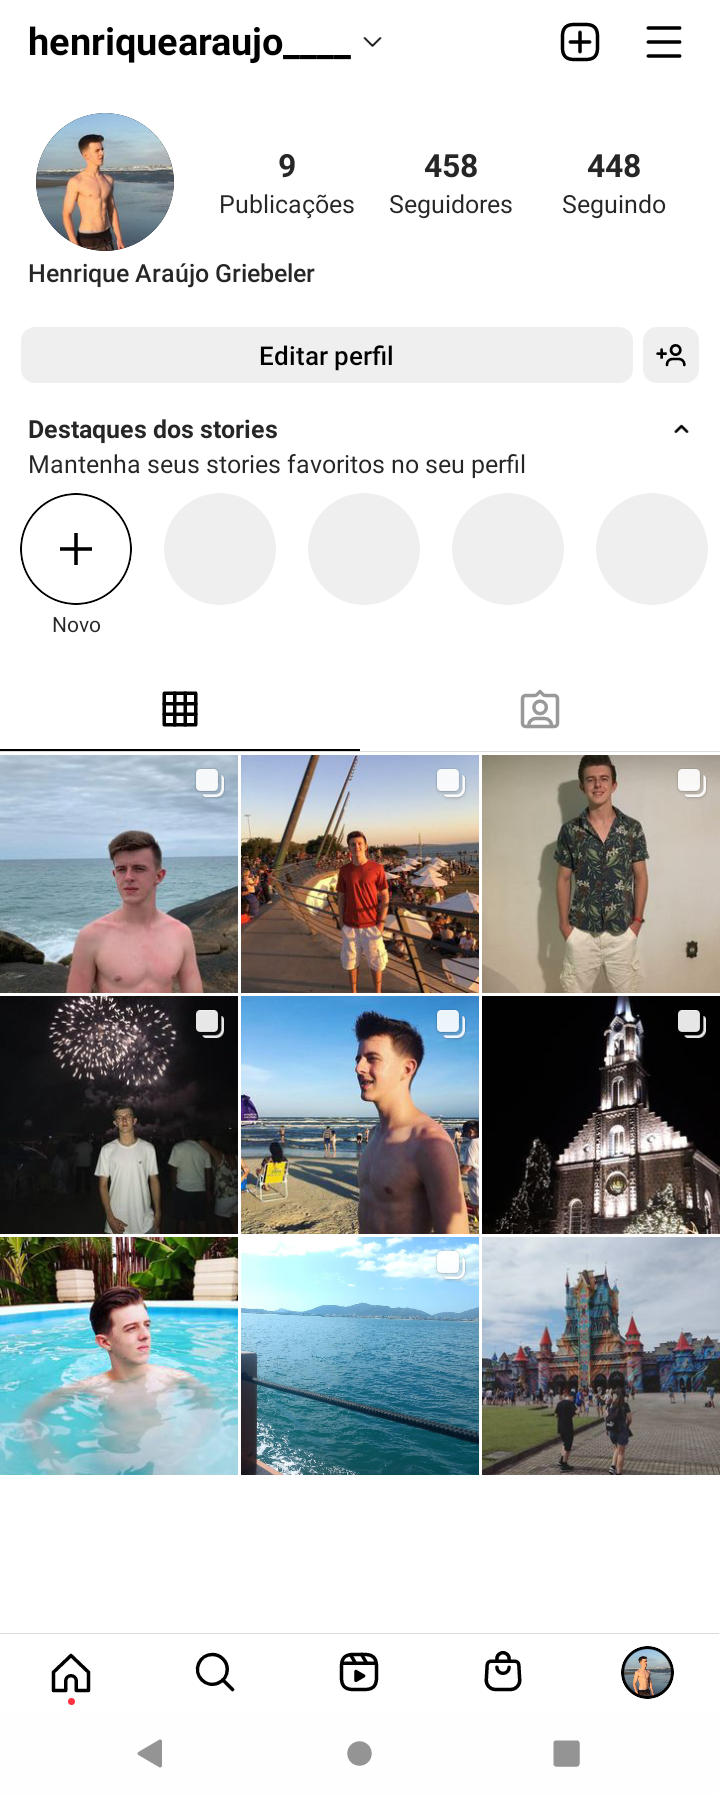 henriquearaujo____
9 458 448
Publicações Seguidores Seguindo
Henrique Araújo Griebeler
Editar perfil
Destaques dos stories
Mantenha seus stories favoritos no seu perfil
Novo